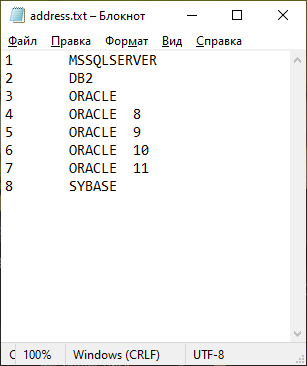 address.txt – Блокнот
Файл Правка Формат Вид Справка
1 MSSQLSERVER
2 DB2
3 ORACLE
4 ORACLE 8
5 ORACLE 9
6 ORACLE 10
7 ORACLE 11
8 SYBASE
С 100% Windows (CRLF) UTF-8